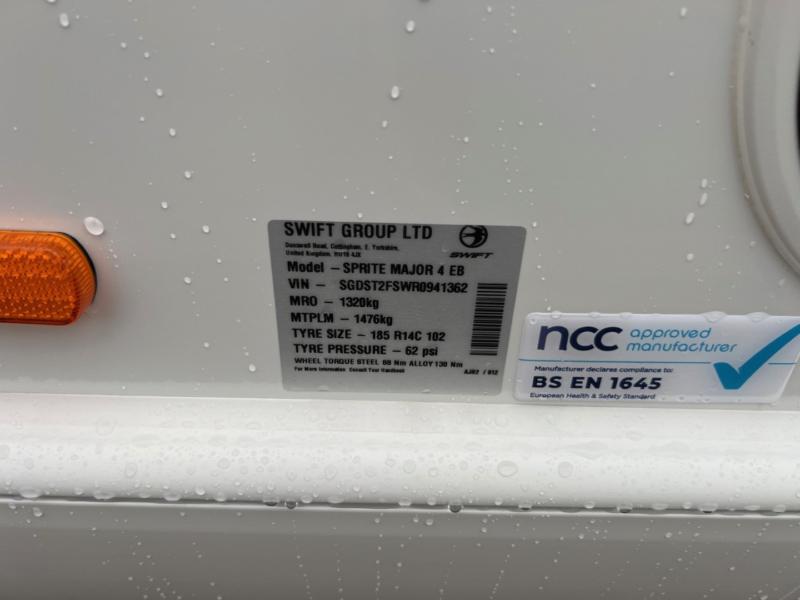 SWIFT GROUP LTD
SWIFT
Dunswell Road, Cottingham, E. Yorkshire,
United Kingdom. HU16 4JX
Model – SPRITE MAJOR 4 EB
VIN – SGDST2FSWR0941362
MRO – 1320kg
MTPLM – 1476kg
TYRE SIZE – 185 R14C 102
TYRE PRESSURE – 62 psi
WHEEL TORQUE STEEL 88 Nm ALLOY 130 Nm
For More Information Consult Your Handbook
AJ82 / 012
ncc approved
manufacturer
Manufacturer declares compliance to:
BS EN 1645
European Health & Safety Standard